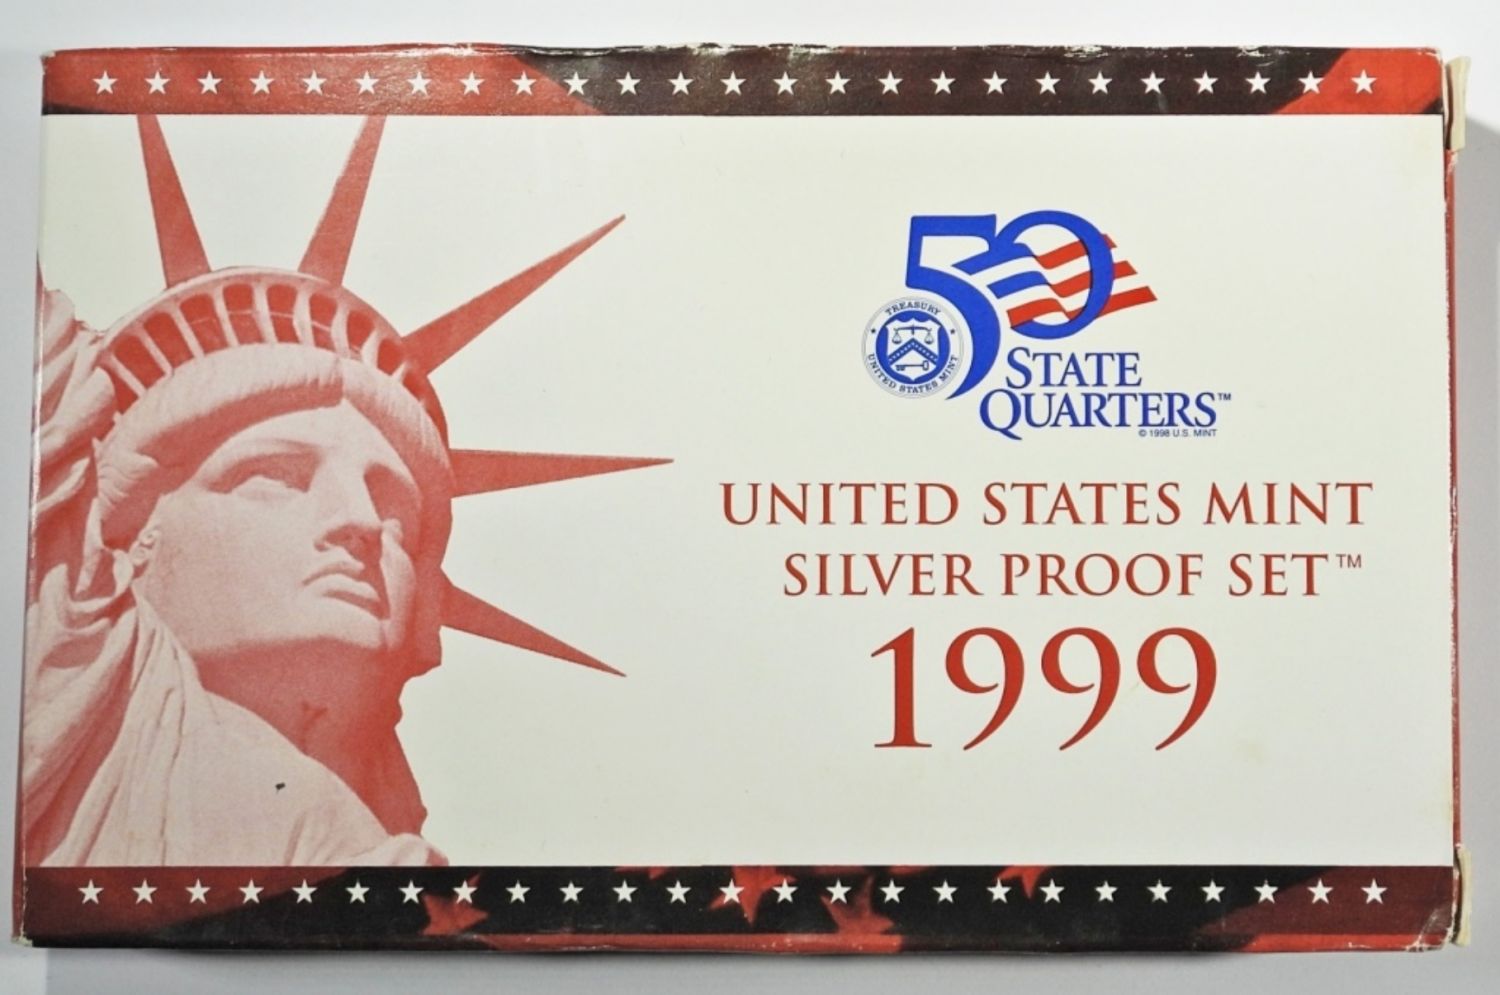 50
TREASURY
UNITED STATES MINT
STATE
QUARTERS™
© 1998 U.S. MINT
UNITED STATES MINT
SILVER PROOF SET™
1999